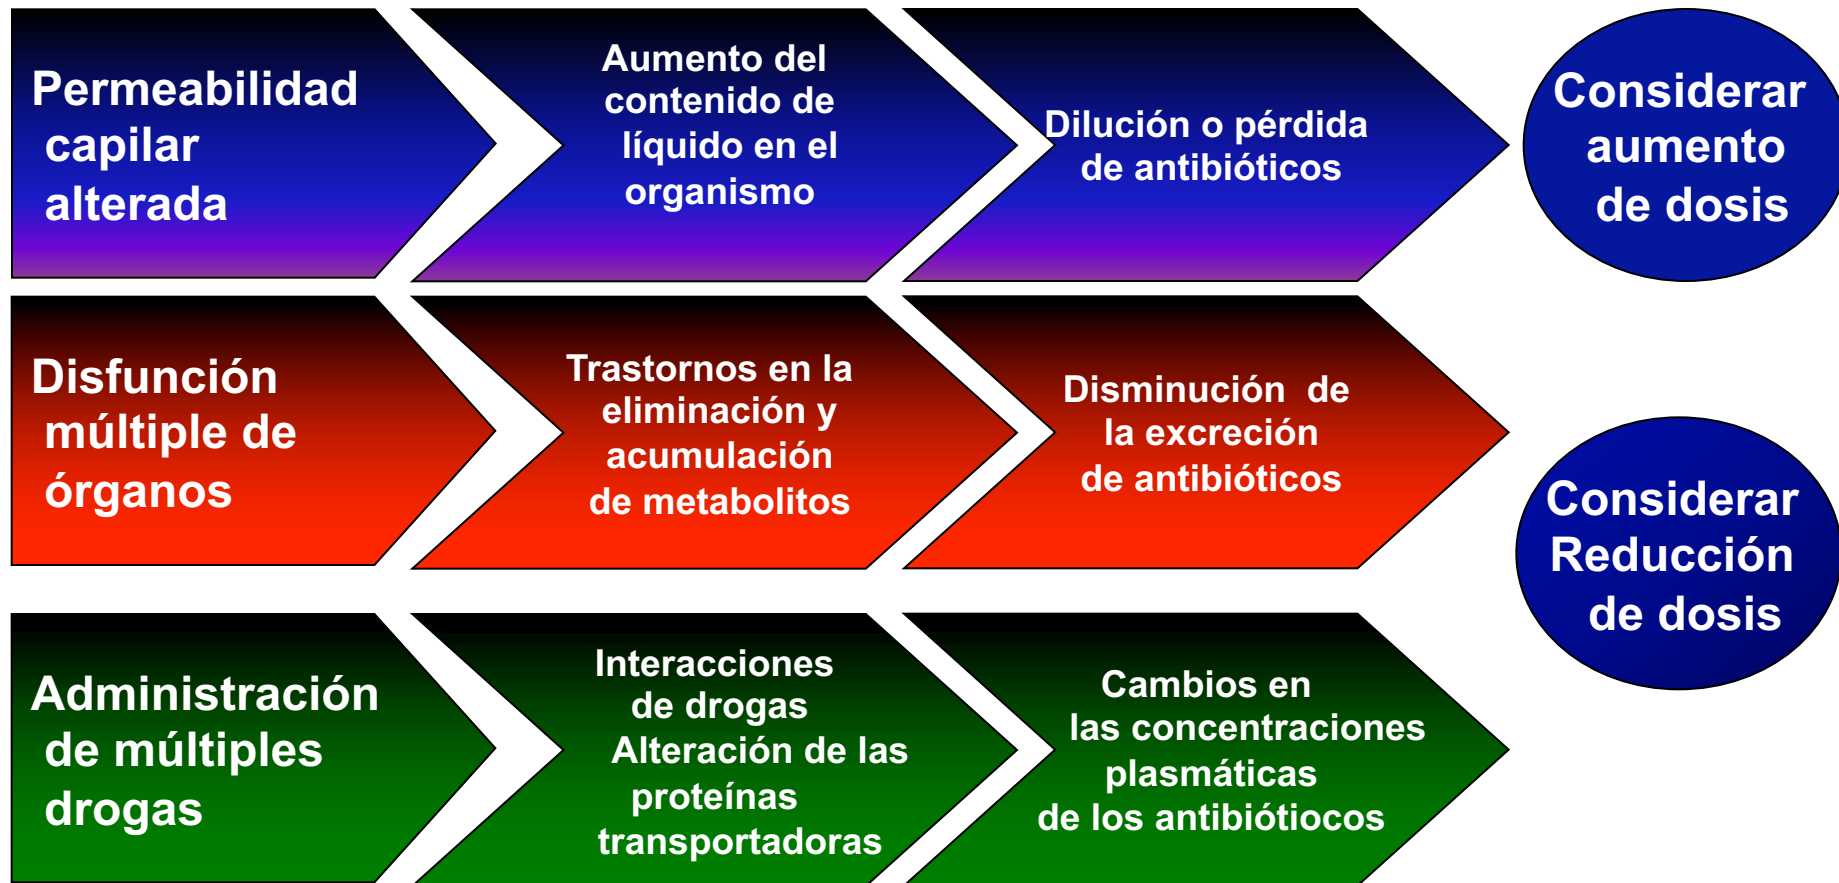 Permeabilidad
capilar
alterada
Aumento del
contenido de
líquido en el
organismo
Dilución o pérdida
de antibióticos
Considerar
aumento
de dosis
Disfunción
múltiple de
órganos
Trastornos en la
eliminación y
acumulación
de metabolitos
Disminución de
la excreción
de antibióticos
Considerar
Reducción
de dosis
Administración
de múltiples
drogas
Interacciones
de drogas
Alteración de las
proteínas
transportadoras
Cambios en
las concentraciones
plasmáticas
de los antibiótiocos